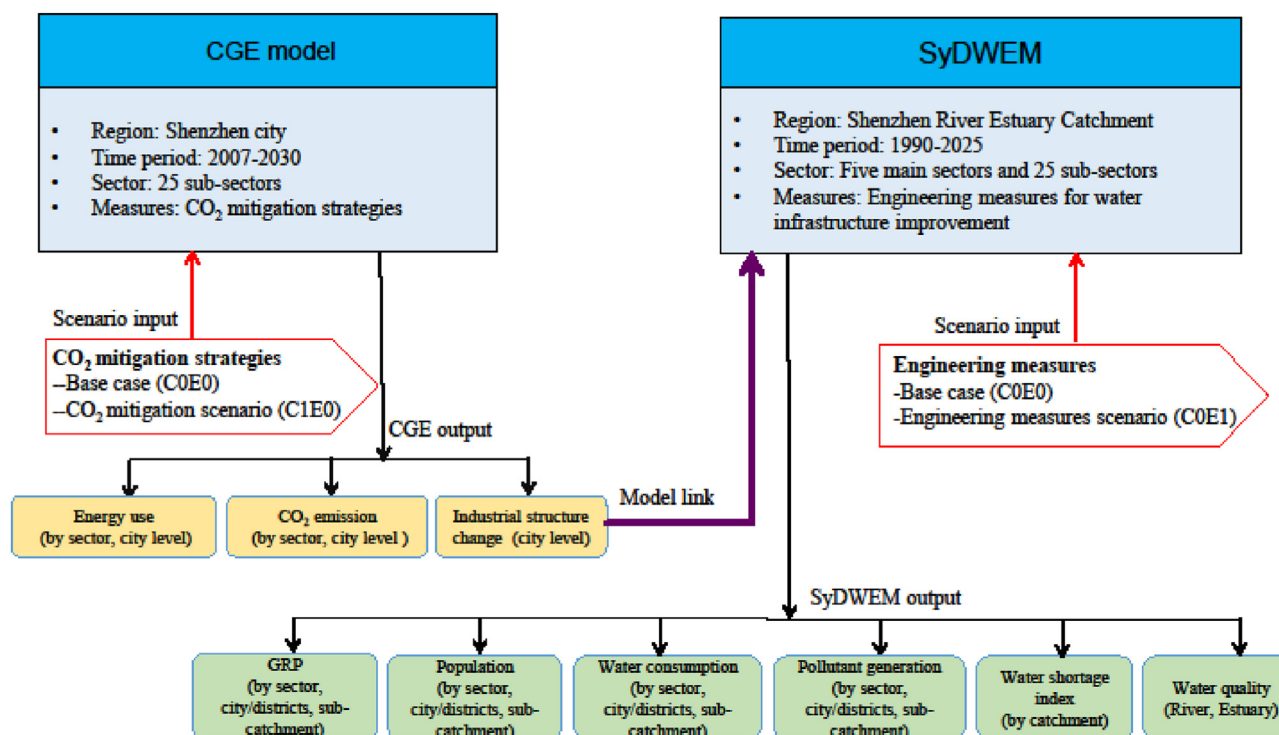 CGE model
• Region: Shenzhen city
• Time period: 2007-2030
• Sector: 25 sub-sectors
• Measures: CO₂ mitigation strategies
SyDWEM
• Region: Shenzhen River Estuary Catchment
• Time period: 1990-2025
• Sector: Five main sectors and 25 sub-sectors
• Measures: Engineering measures for water
infrastructure improvement
Scenario input
CO₂ mitigation strategies
--Base case (C0E0)
--CO₂ mitigation scenario (C1E0)
Scenario input
Engineering measures
-Base case (C0E0)
-Engineering measures scenario (C0E1)
CGE output
Energy use
(by sector, city level)
CO₂ emission
(by sector, city level )
Industrial structure
change (city level)
Model link
SyDWEM output
GRP
(by sector,
city/districts, sub-
catchment)
Population
(by sector,
city/districts, sub-
catchment)
Water consumption
(by sector,
city/districts, sub-
catchment)
Pollutant generation
(by sector,
city/districts, sub-
catchment)
Water shortage
index
(by catchment)
Water quality
(River, Estuary)